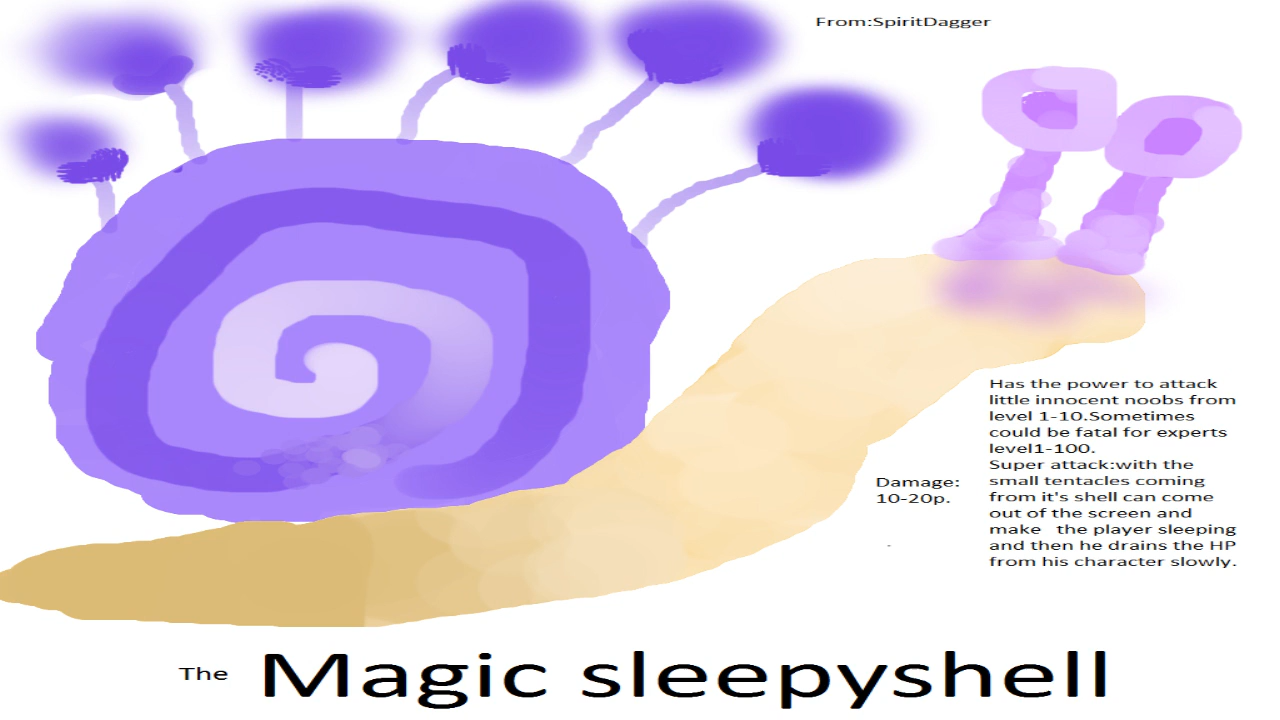 From:SpiritDagger
Has the power to attack
little innocent noobs from
level 1-10.Sometimes
could be fatal for experts
level1-100.
Super attack:with the
small tentacles coming
from it's shell can come
out of the screen and
make the player sleeping
and then he drains the HP
from his character slowly.
Damage:
10-20p.
The Magic sleepyshell